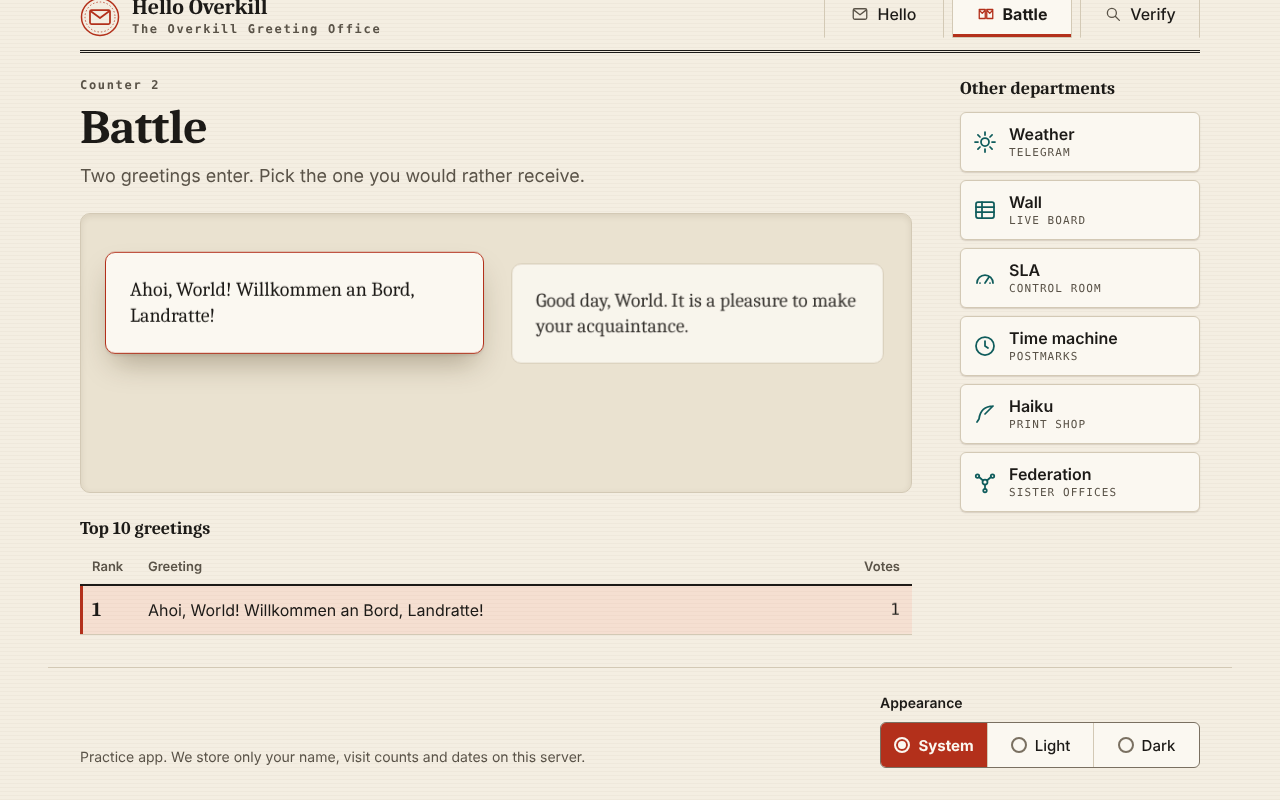 Hello Overkill
The Overkill Greeting Office
Hello
Battle
Verify
Counter 2
Battle
Two greetings enter. Pick the one you would rather receive.
Ahoi, World! Willkommen an Bord,
Landratte!
Good day, World. It is a pleasure to make
your acquaintance.
Top 10 greetings
Rank Greeting Votes
1 Ahoi, World! Willkommen an Bord, Landratte! 1
Other departments
Weather
TELEGRAM
Wall
LIVE BOARD
SLA
CONTROL ROOM
Time machine
POSTMARKS
Haiku
PRINT SHOP
Federation
SISTER OFFICES
Practice app. We store only your name, visit counts and dates on this server.
Appearance
System
Light
Dark